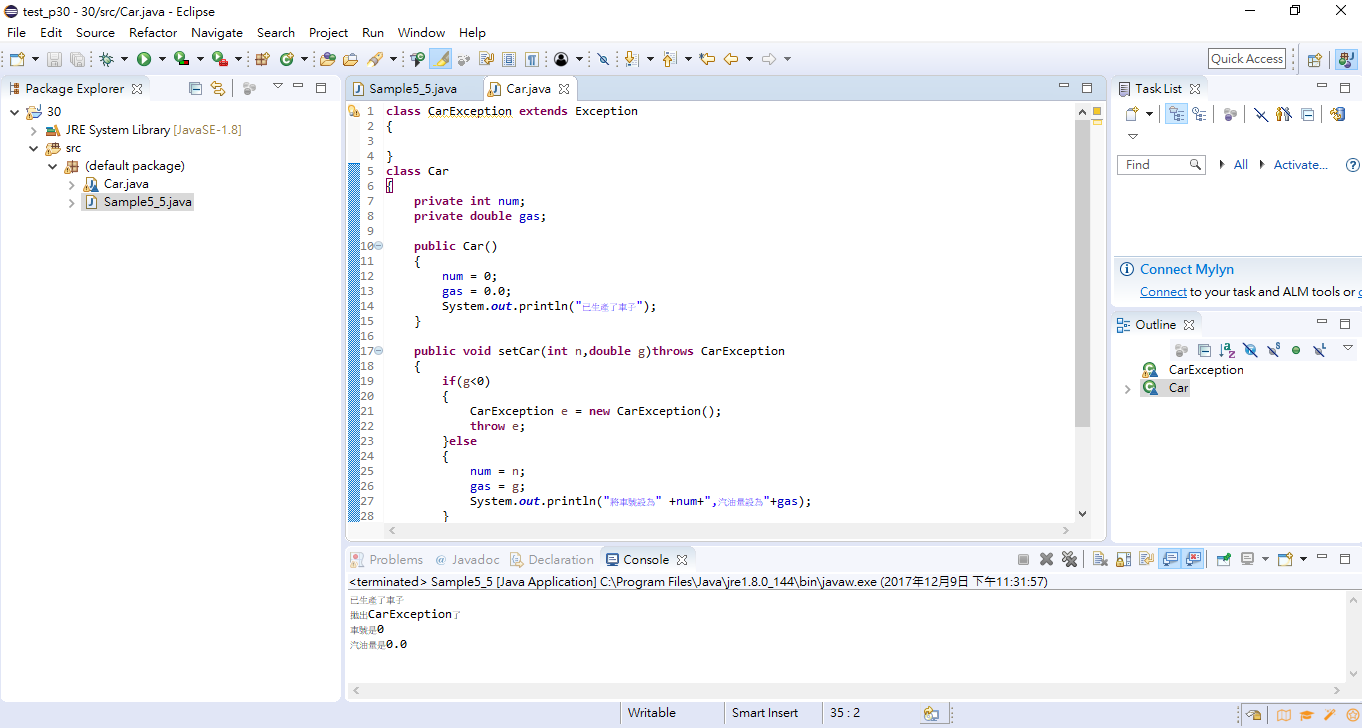 test_p30 - 30/src/Car.java - Eclipse
File Edit Source Refactor Navigate Search Project Run Window Help
Quick Access
Package Explorer
30
JRE System Library [JavaSE-1.8]
src
(default package)
Car.java
Sample5_5.java
Sample5_5.java Car.java
1 class CarException extends Exception
2 {
3
4 }
5 class Car
6 {
7 private int num;
8 private double gas;
9
10 public Car()
11 {
12 num = 0;
13 gas = 0.0;
14 System.out.println("已生產了車子");
15 }
16
17 public void setCar(int n,double g)throws CarException
18 {
19 if(g<0)
20 {
21 CarException e = new CarException();
22 throw e;
23 }else
24 {
25 num = n;
26 gas = g;
27 System.out.println("將車號設為" +num+",汽油量設為"+gas);
28 }
Task List
Find All Activate...
Connect Mylyn
Connect to your task and ALM tools or
Outline
CarException
Car
Problems @ Javadoc Declaration Console
<terminated> Sample5_5 [Java Application] C:\Program Files\Java\jre1.8.0_144\bin\javaw.exe (2017年12月9日 下午11:31:57)
已生產了車子
拋出CarException了
車號是0
汽油量是0.0
Writable Smart Insert 35 : 2